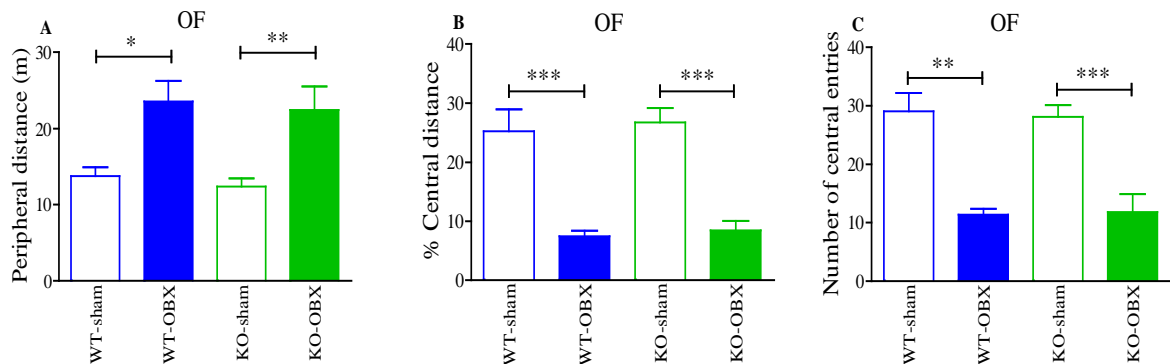 A
OF
Peripheral distance (m)
30
20
10
0
*
**
WT-sham
WT-OBX
KO-sham
KO-OBX
B
OF
% Central distance
40
30
20
10
0
***
***
WT-sham
WT-OBX
KO-sham
KO-OBX
C
OF
Number of central entries
40
30
20
10
0
**
***
WT-sham
WT-OBX
KO-sham
KO-OBX